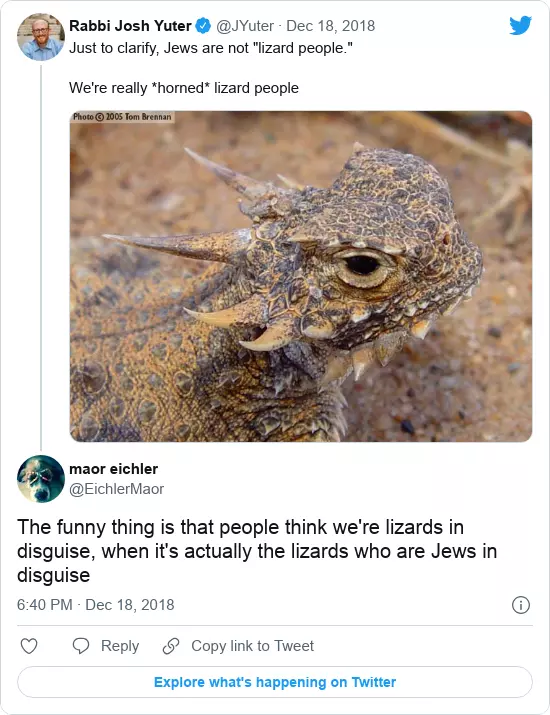 Rabbi Josh Yuter @JYuter · Dec 18, 2018
Just to clarify, Jews are not "lizard people."
We're really *horned* lizard people
Photo © 2005 Tom Brennan
maor eichler
@EichlerMaor
The funny thing is that people think we're lizards in
disguise, when it's actually the lizards who are Jews in
disguise
6:40 PM · Dec 18, 2018
Reply Copy link to Tweet
Explore what's happening on Twitter